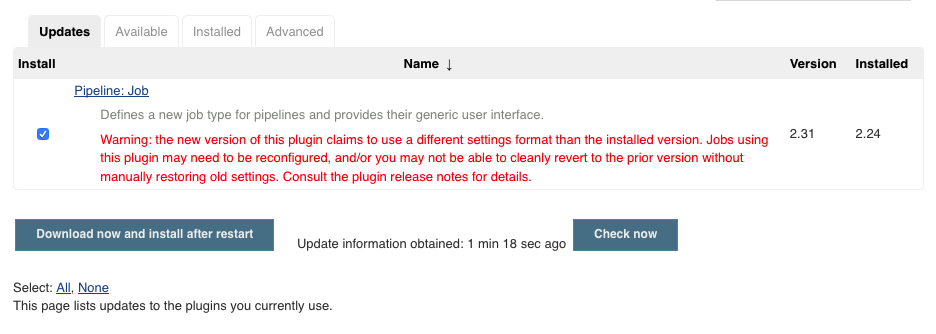 Updates Available Installed Advanced
Install Name ↓ Version Installed
Pipeline: Job
Defines a new job type for pipelines and provides their generic user interface.
Warning: the new version of this plugin claims to use a different settings format than the installed version. Jobs using
this plugin may need to be reconfigured, and/or you may not be able to cleanly revert to the prior version without
manually restoring old settings. Consult the plugin release notes for details.
2.31 2.24
Download now and install after restart Update information obtained: 1 min 18 sec ago Check now
Select: All, None
This page lists updates to the plugins you currently use.